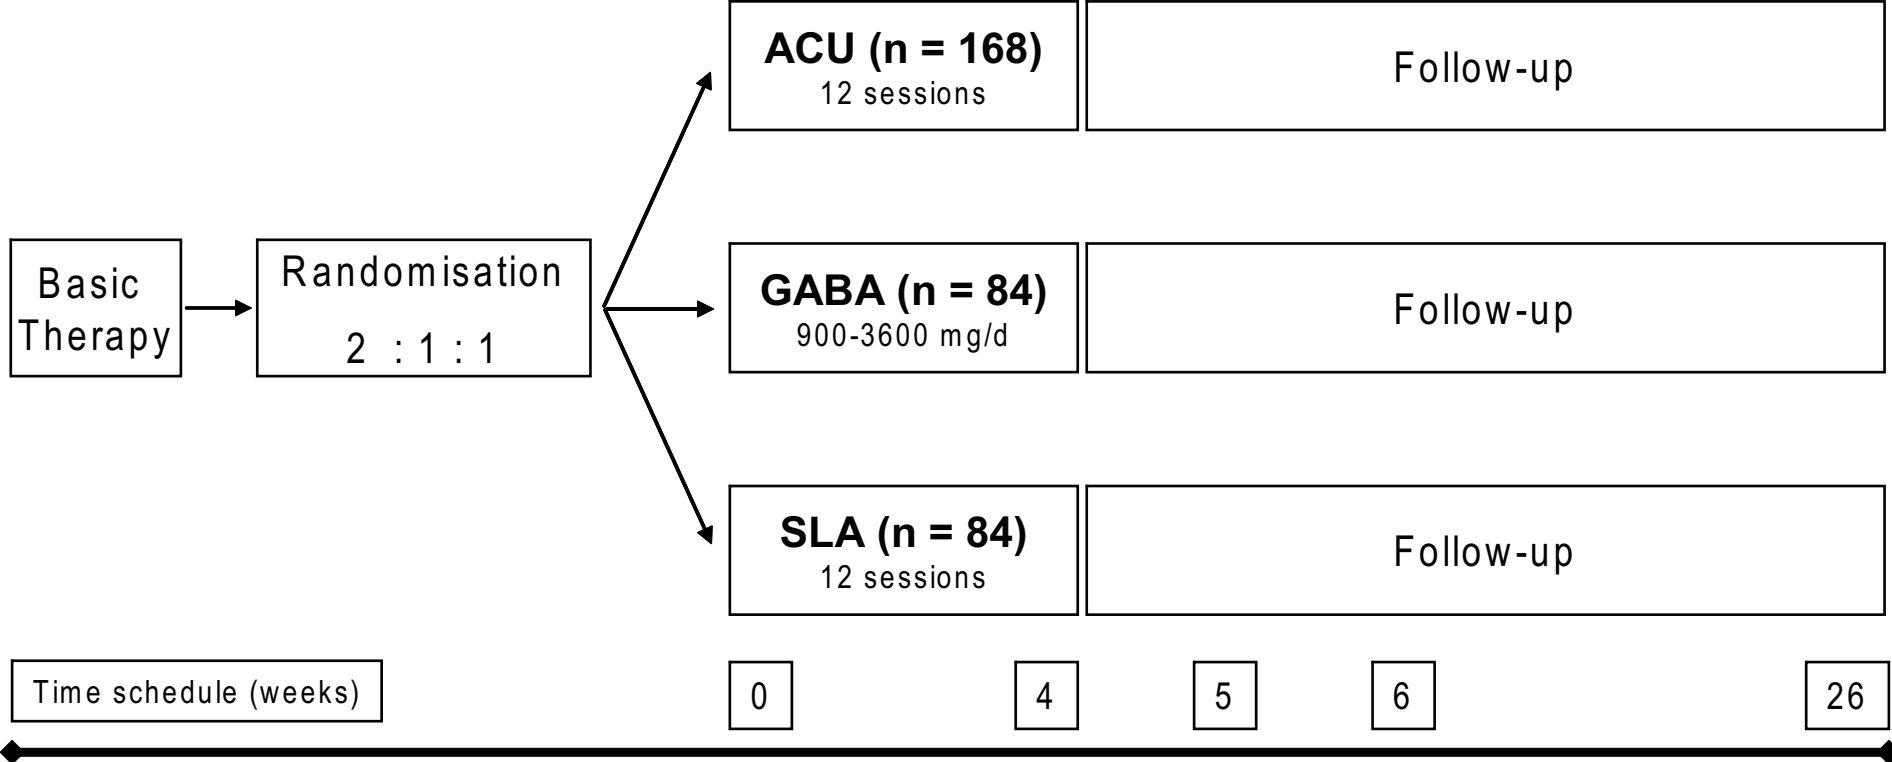 ACU (n = 168)
12 sessions
Follow-up
Basic
Therapy
Randomisation
2 : 1 : 1
GABA (n = 84)
900-3600 mg/d
Follow-up
SLA (n = 84)
12 sessions
Follow-up
Time schedule (weeks)
0
4
5
6
26